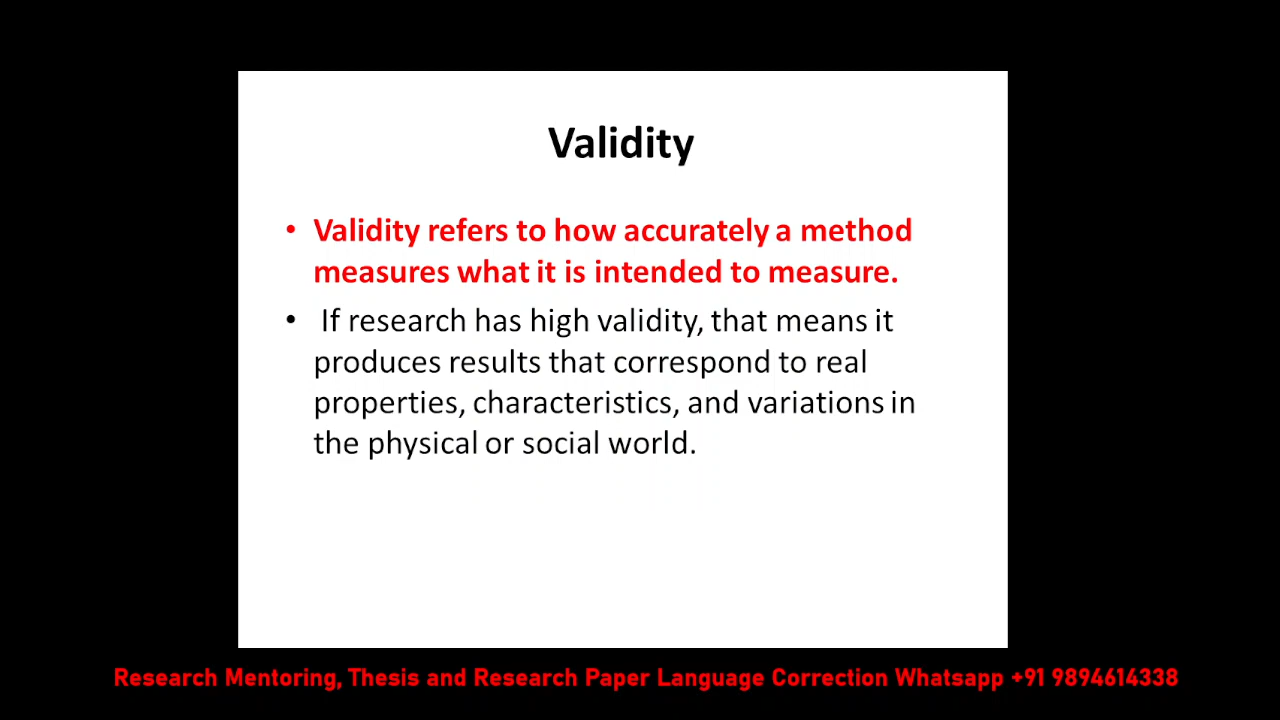 Validity
• Validity refers to how accurately a method
measures what it is intended to measure.
• If research has high validity, that means it
produces results that correspond to real
properties, characteristics, and variations in
the physical or social world.
Research Mentoring, Thesis and Research Paper Language Correction Whatsapp +91 9894614338